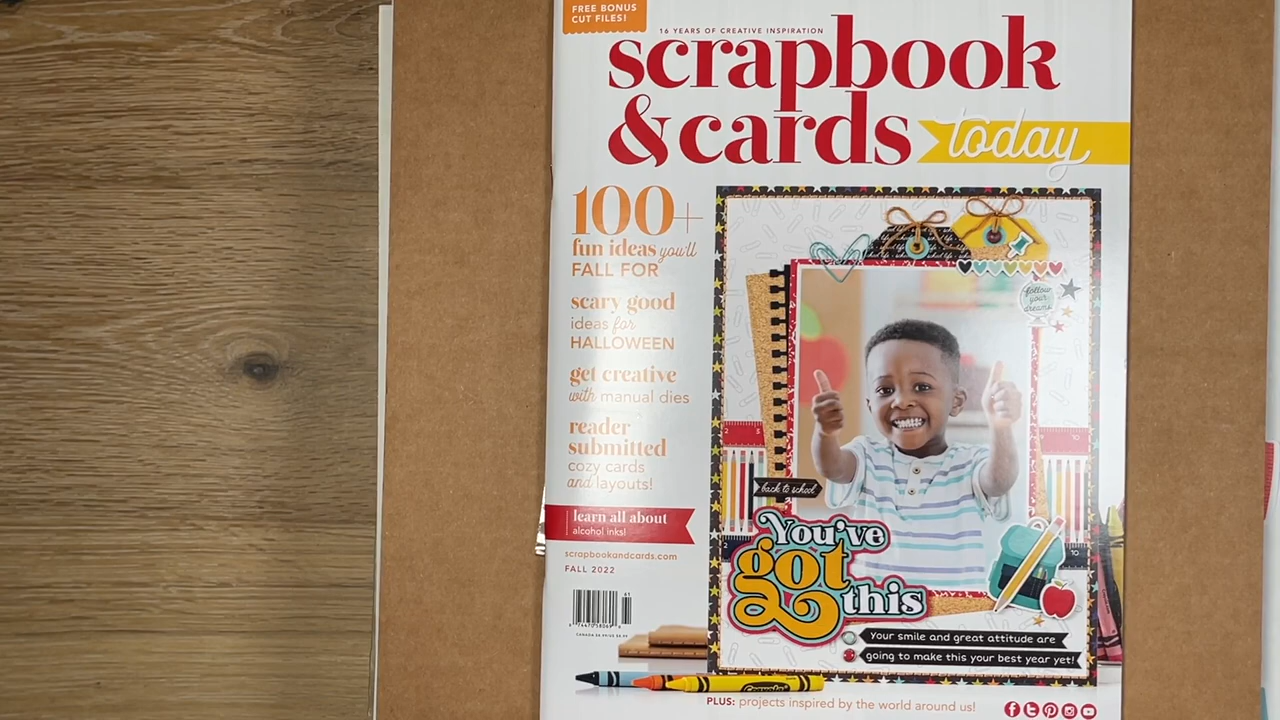 FREE BONUS
CUT FILES!
16 YEARS OF CREATIVE INSPIRATION
scrapbook
&cards today
100+
fun ideas you'll
FALL FOR
scary good
ideas for
HALLOWEEN
get creative
with manual dies
reader
submitted
cozy cards
and layouts!
learn all about
alcohol inks!
scrapbookandcards.com
FALL 2022
follow
your
dreams
back to school
You've
got
this
Your smile and great attitude are
going to make this your best year yet!
Crayola
PLUS: projects inspired by the world around us!